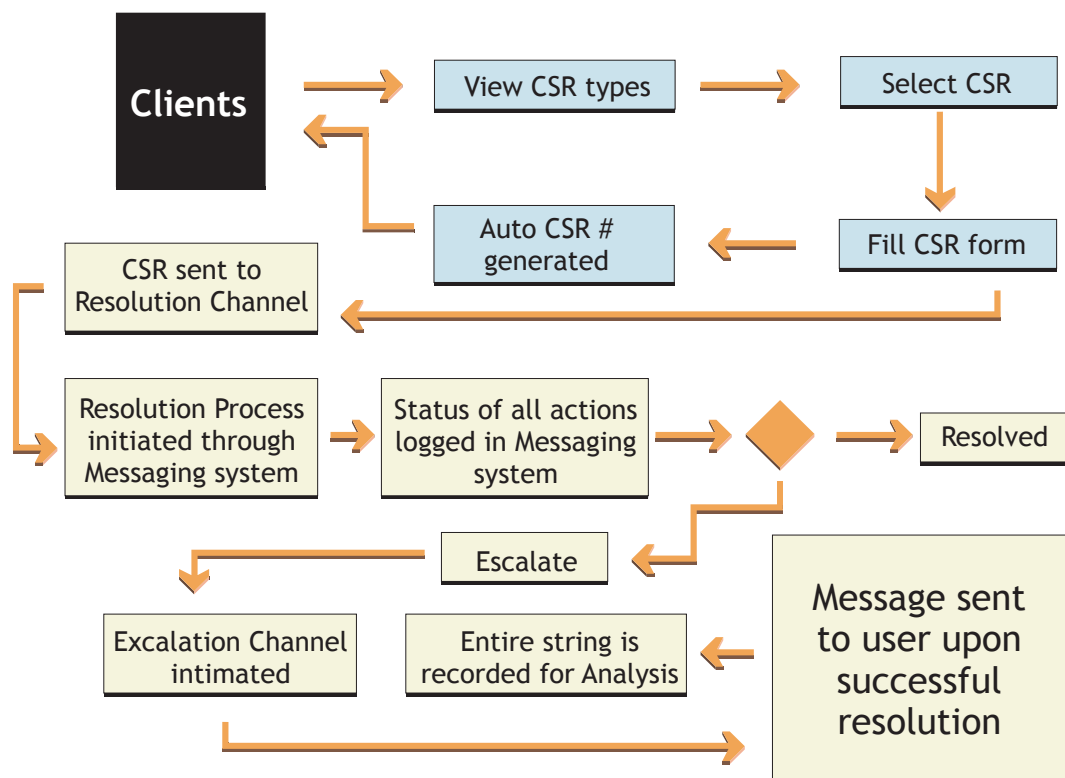 Clients
View CSR types
Select CSR
Auto CSR #
generated
Fill CSR form
CSR sent to
Resolution Channel
Resolution Process
initiated through
Messaging system
Status of all actions
logged in Messaging
system
Resolved
Escalate
Message sent
to user upon
successful
resolution
Excalation Channel
intimated
Entire string is
recorded for Analysis